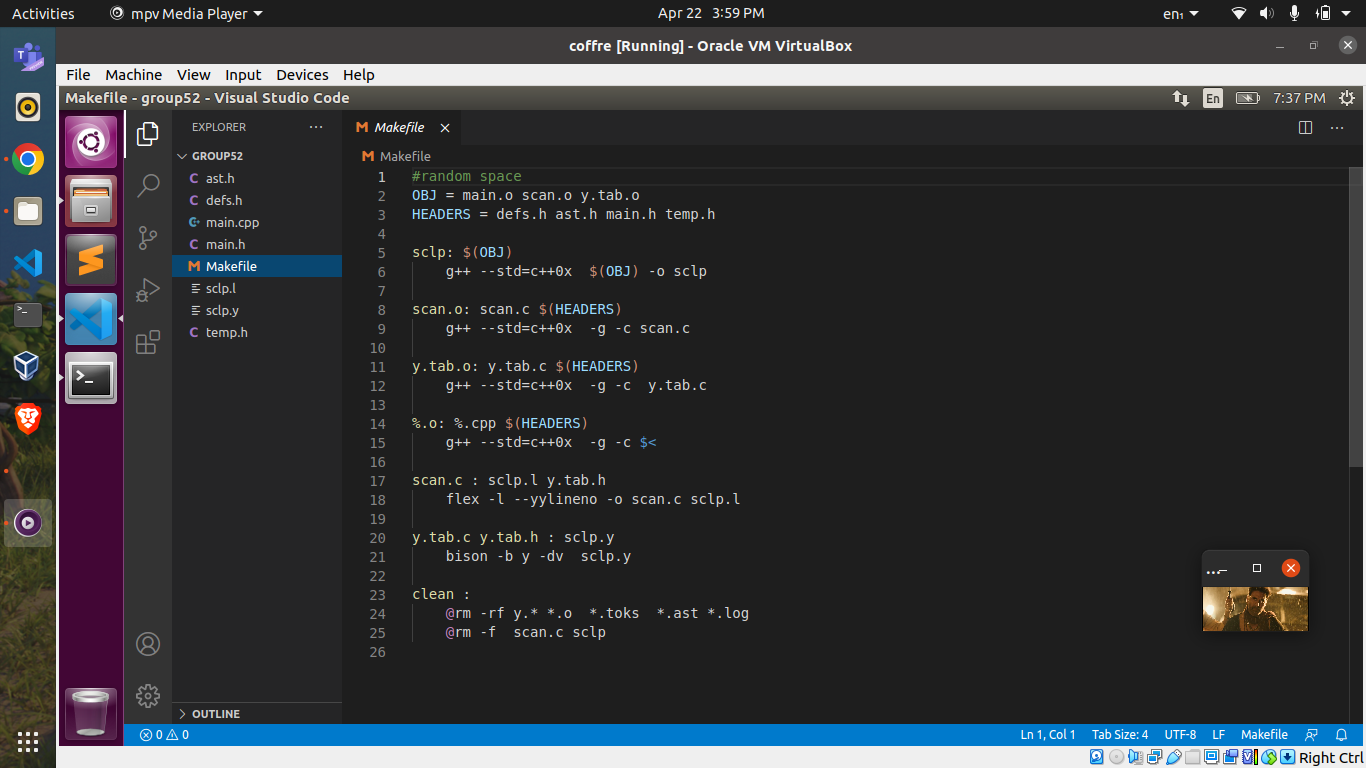 Activities mpv Media Player Apr 22 3:59 PM en₁
coffre [Running] - Oracle VM VirtualBox
File Machine View Input Devices Help
Makefile - group52 - Visual Studio Code En 7:37 PM
EXPLORER ···
GROUP52
C ast.h
C defs.h
main.cpp
C main.h
M Makefile
sclp.l
sclp.y
C temp.h
OUTLINE
M Makefile
M Makefile
1 #random space
2 OBJ = main.o scan.o y.tab.o
3 HEADERS = defs.h ast.h main.h temp.h
4
5 sclp: $(OBJ)
6 g++ --std=c++0x  $(OBJ) -o sclp
7
8 scan.o: scan.c $(HEADERS)
9 g++ --std=c++0x  -g -c scan.c
10
11 y.tab.o: y.tab.c $(HEADERS)
12 g++ --std=c++0x  -g -c  y.tab.c
13
14 %.o: %.cpp $(HEADERS)
15 g++ --std=c++0x  -g -c $<
16
17 scan.c : sclp.l y.tab.h
18 flex -l --yylineno -o scan.c sclp.l
19
20 y.tab.c y.tab.h : sclp.y
21 bison -b y -dv  sclp.y
22
23 clean :
24 @rm -rf y.* *.o  *.toks  *.ast *.log
25 @rm -f  scan.c sclp
26
0 0 Ln 1, Col 1 Tab Size: 4 UTF-8 LF Makefile
Right Ctrl